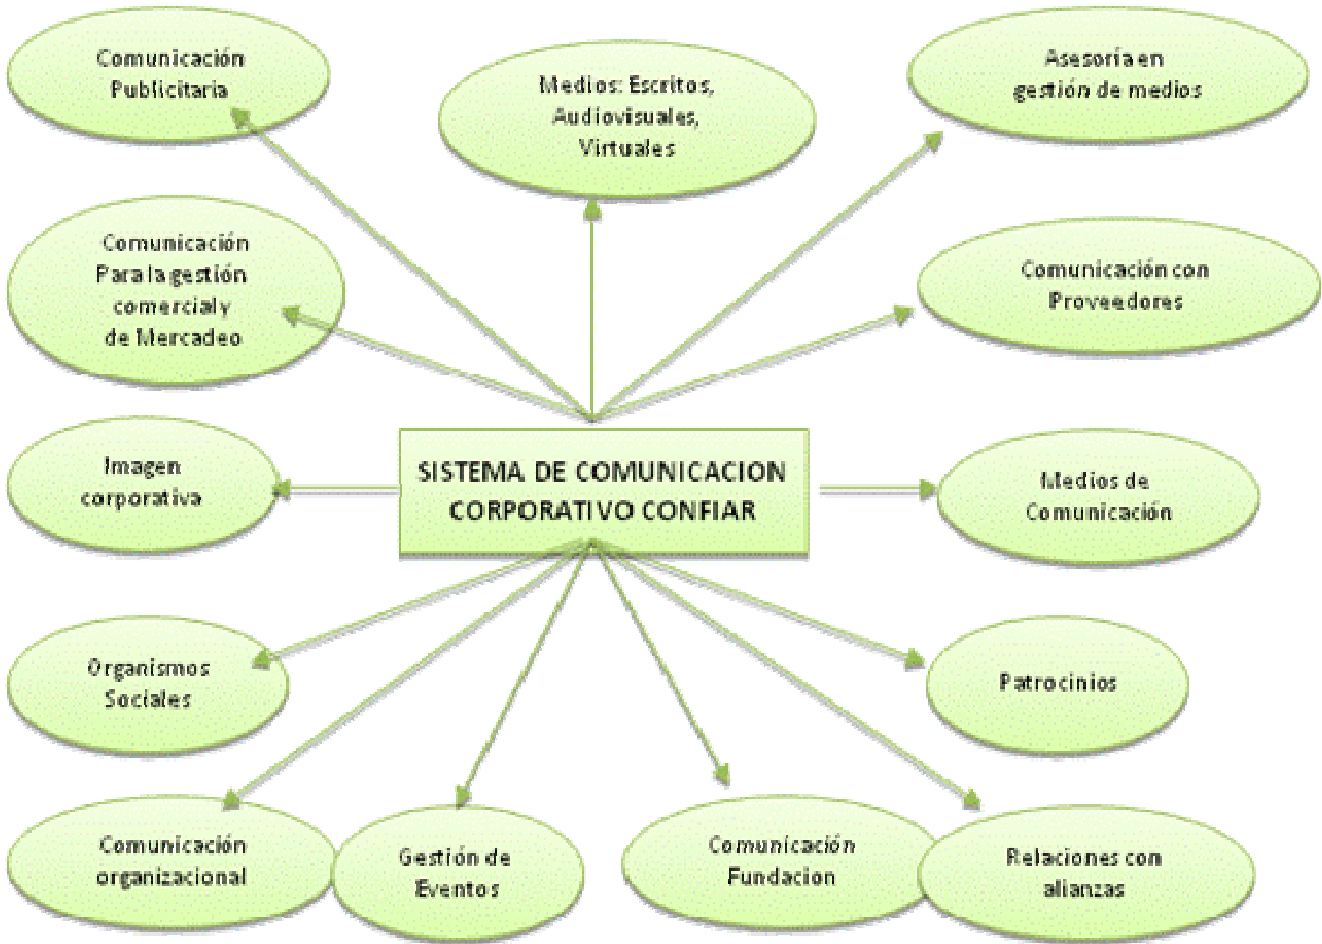 Comunicación
Publicitaria
Medios: Escritos,
Audiovisuales,
Virtuales
Asesoría en
gestión de medios
Comunicación
Para la gestión
comercial y
de Mercadeo
Comunicación con
Proveedores
Imagen
corporativa
SISTEMA DE COMUNICACION
CORPORATIVO CONFIAR
Medios de
Comunicación
Organismos
Sociales
Patrocinios
Comunicación
organizacional
Gestión de
Eventos
Comunicación
Fundacion
Relaciones con
alianzas